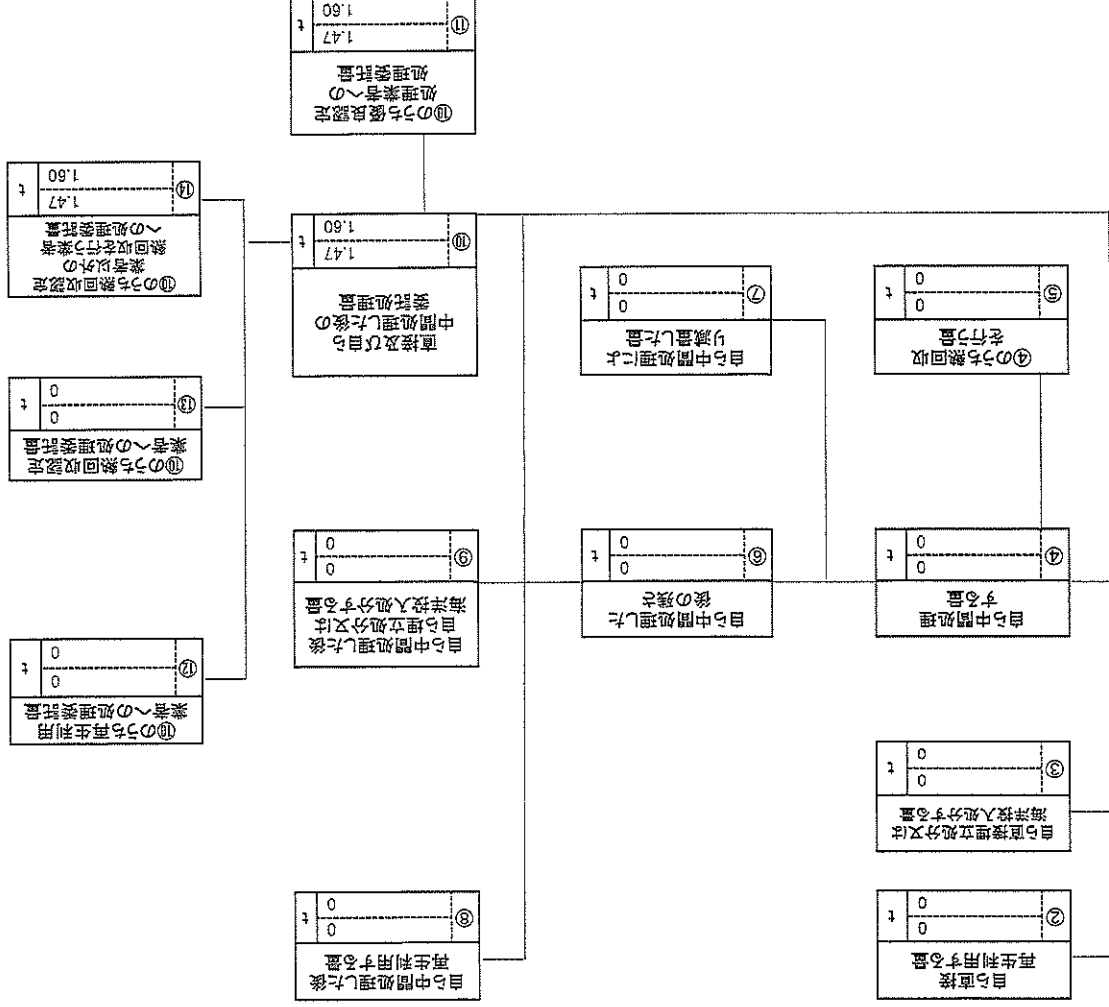 自ら直接
再生利用する量
②
0
0
t
自ら中間処理した後
再生利用する量
⑧
0
0
t
自ら直接埋立処分又は
海洋投入処分する量
③
0
0
t
⑩のうち再生利用
業者への処理委託量
⑫
0
0
t
自ら中間処理
する量
④
0
0
t
自ら中間処理した
後の残さ
⑥
0
0
t
自ら中間処理した後
自ら埋立処分又は
海洋投入処分する量
⑨
0
0
t
⑩のうち熱回収認定
業者への処理委託量
⑬
0
0
t
④のうち熱回収
を行う量
⑤
0
0
t
自ら中間処理によ
り減量した量
⑦
0
0
t
直接及び自ら
中間処理した後の
委託処理量
⑩
1.47
1.60
t
⑩のうち熱回収認定
業者以外の
熱回収を行う業者
への処理委託量
⑭
1.47
1.60
t
⑩のうち優良認定
処理業者への
処理委託量
⑪
1.47
1.60
t